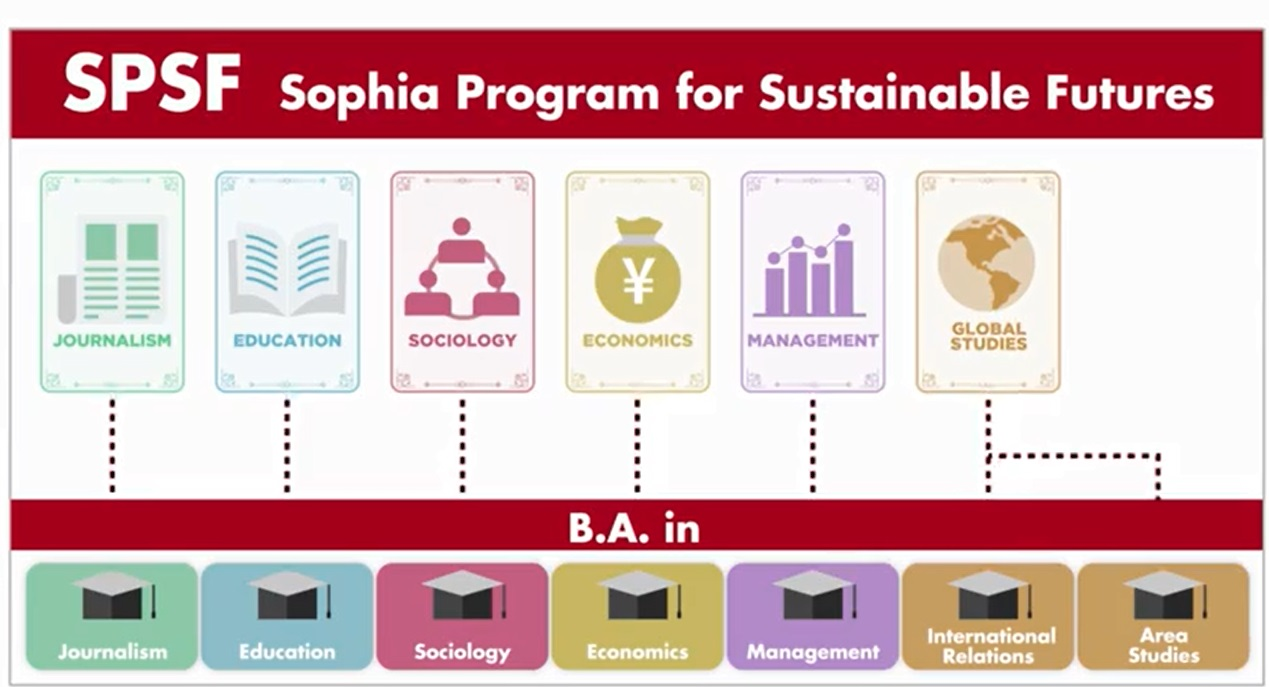 SPSF Sophia Program for Sustainable Futures
¥
JOURNALISM
EDUCATION
SOCIOLOGY
ECONOMICS
MANAGEMENT
GLOBAL
STUDIES
B.A. in
Journalism
Education
Sociology
Economics
Management
International
Relations
Area
Studies